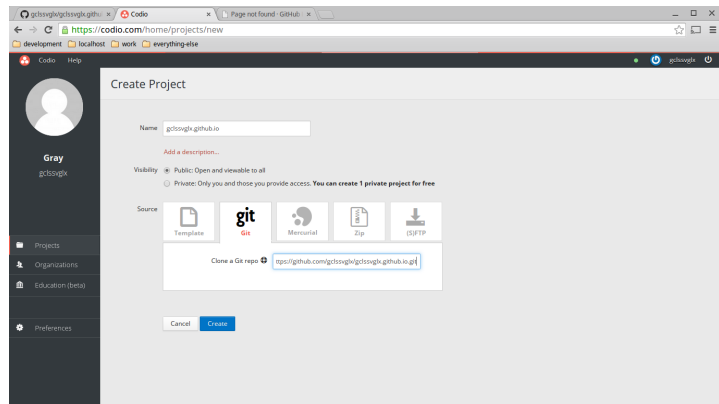 gclssvglx/gclssvglx.githu
Codio
Page not found · GitHub
https://codio.com/home/projects/new
development localhost work everything-else
Codio Help gclssvglx
Create Project
Name gclssvglx.github.io
Add a description...
Visibility Public: Open and viewable to all
Private: Only you and those you provide access. You can create 1 private project for free
Gray
gclssvglx
Source
git
ZIP
Template Git Mercurial Zip (S)FTP
Clone a Git repo ttps://github.com/gclssvglx/gclssvglx.github.io.git
Projects
Organizations
Education (beta)
Cancel Create
Preferences